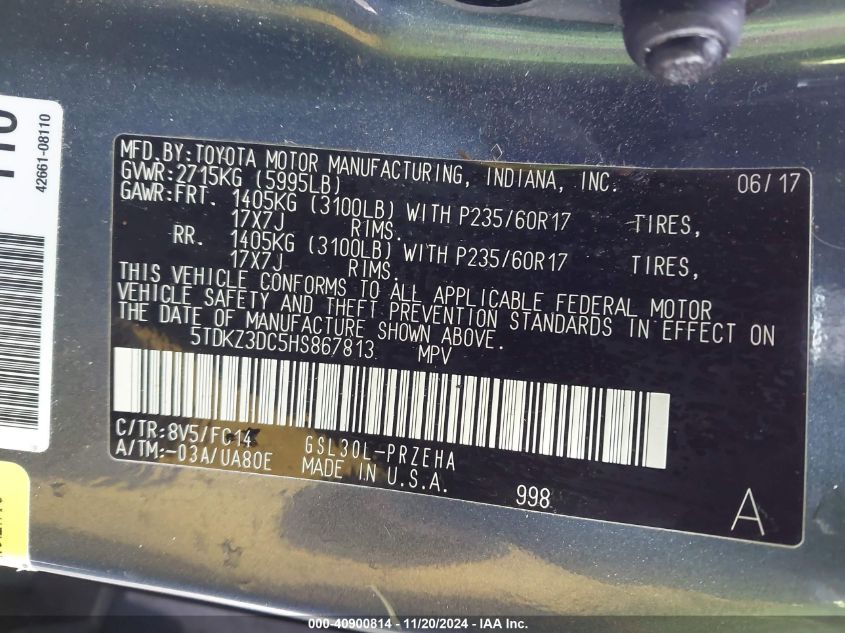 42661-08110
MFD.BY:TOYOTA MOTOR MANUFACTURING, INDIANA, INC. 06/17
GVWR:2715KG (5995LB)
GAWR:FRT. 1405KG (3100LB) WITH P235/60R17 TIRES,
17X7J RIMS.
RR. 1405KG (3100LB) WITH P235/60R17 TIRES,
17X7J RIMS.
THIS VEHICLE CONFORMS TO ALL APPLICABLE FEDERAL MOTOR
VEHICLE SAFETY AND THEFT PREVENTION STANDARDS IN EFFECT ON
THE DATE OF MANUFACTURE SHOWN ABOVE.
5TDKZ3DC5HS867813 MPV
C/TR:8V5/FC14 GSL30L-PRZEHA
A/TM:-03A/UA80E MADE IN U.S.A. 998 A
000-40900814 - 11/20/2024 - IAA Inc.